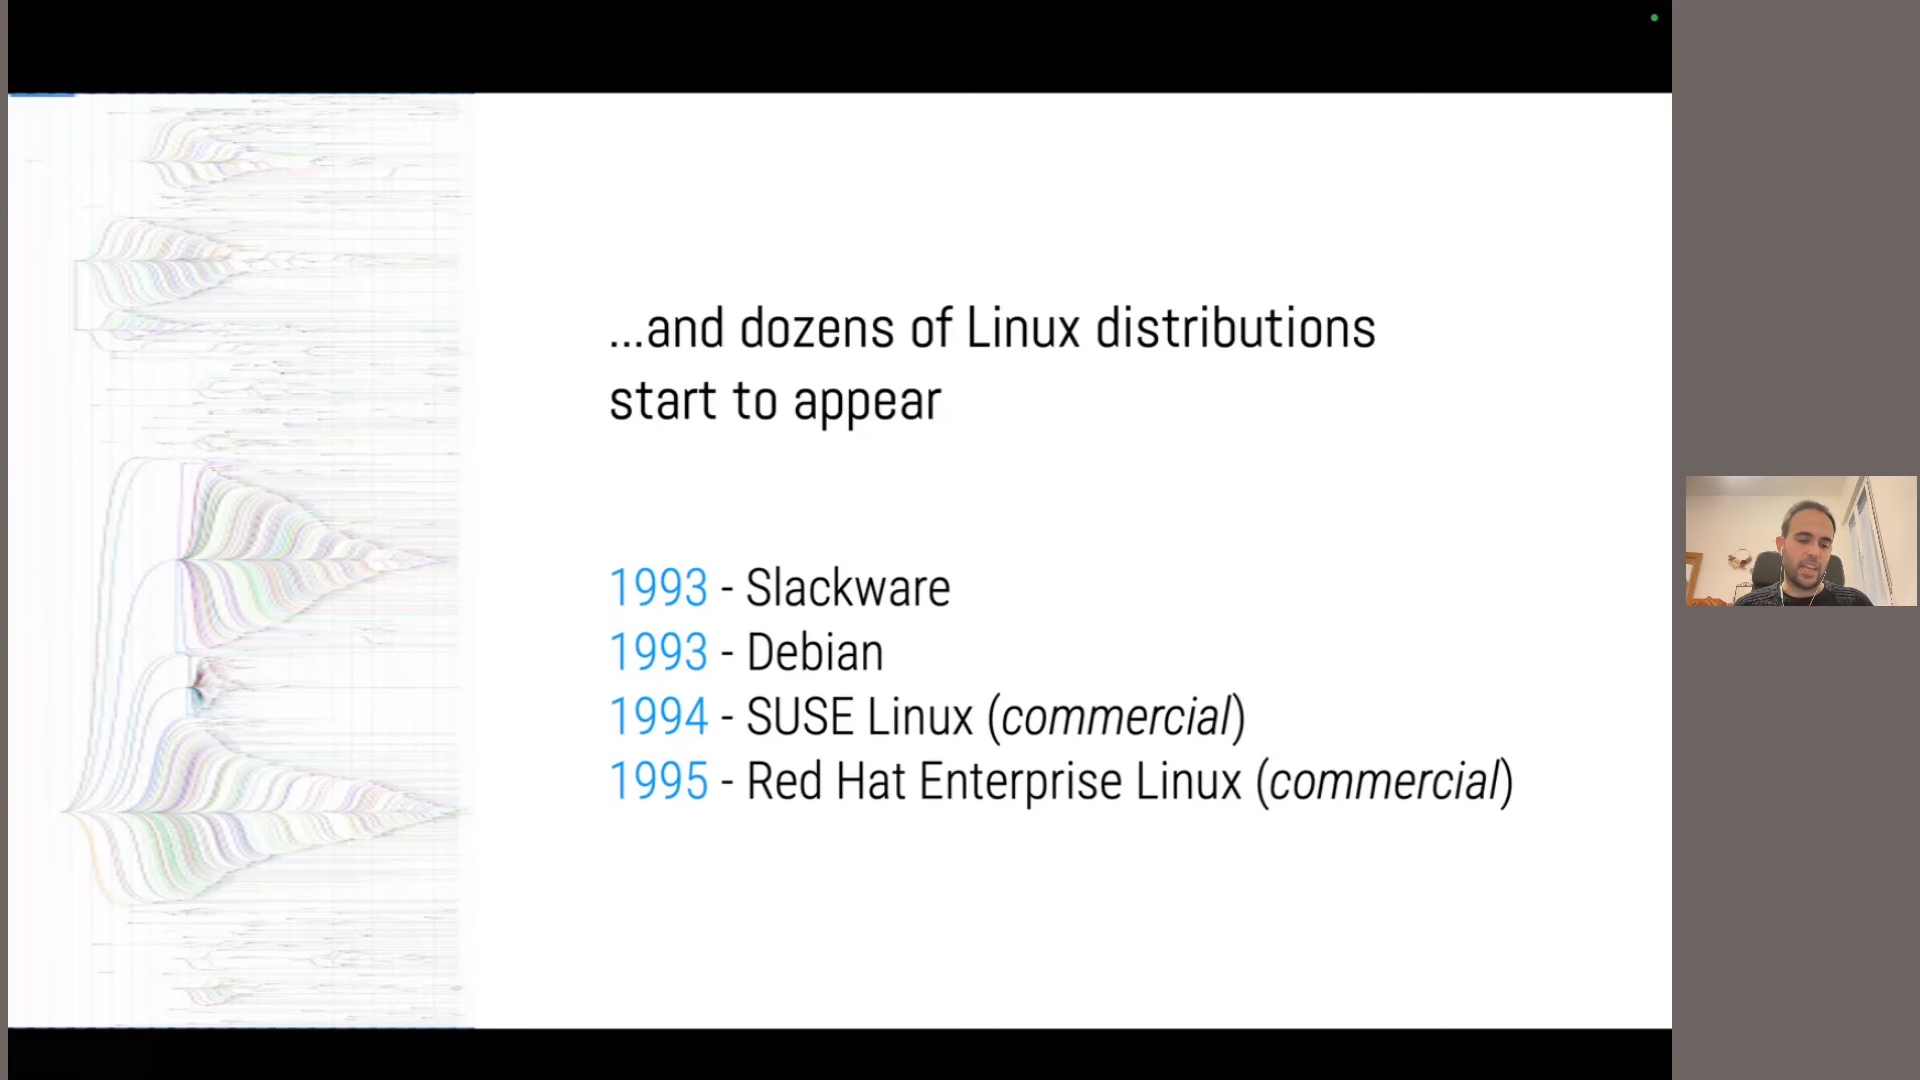 ...and dozens of Linux distributions
start to appear
1993 - Slackware
1993 - Debian
1994 - SUSE Linux (commercial)
1995 - Red Hat Enterprise Linux (commercial)